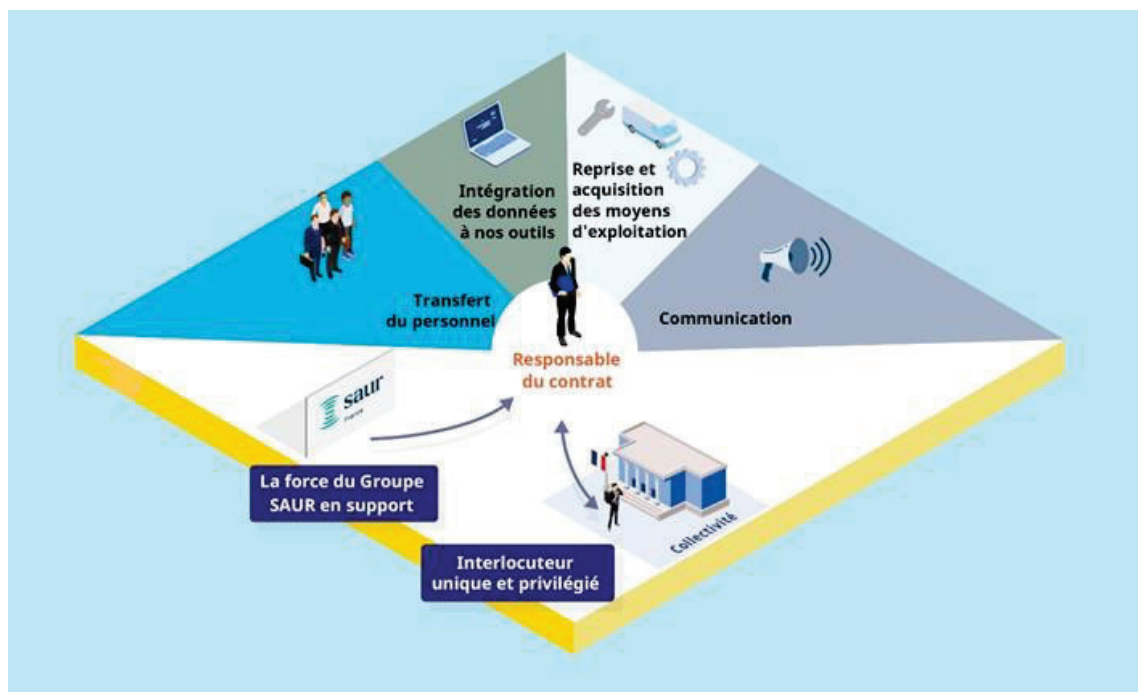 Intégration
des données
à nos outils
Reprise et
acquisition
des moyens
d'exploitation
Transfert
du personnel
Communication
Responsable
du contrat
saur
France
La force du Groupe
SAUR en support
Interlocuteur
unique et privilégié
Collectivité